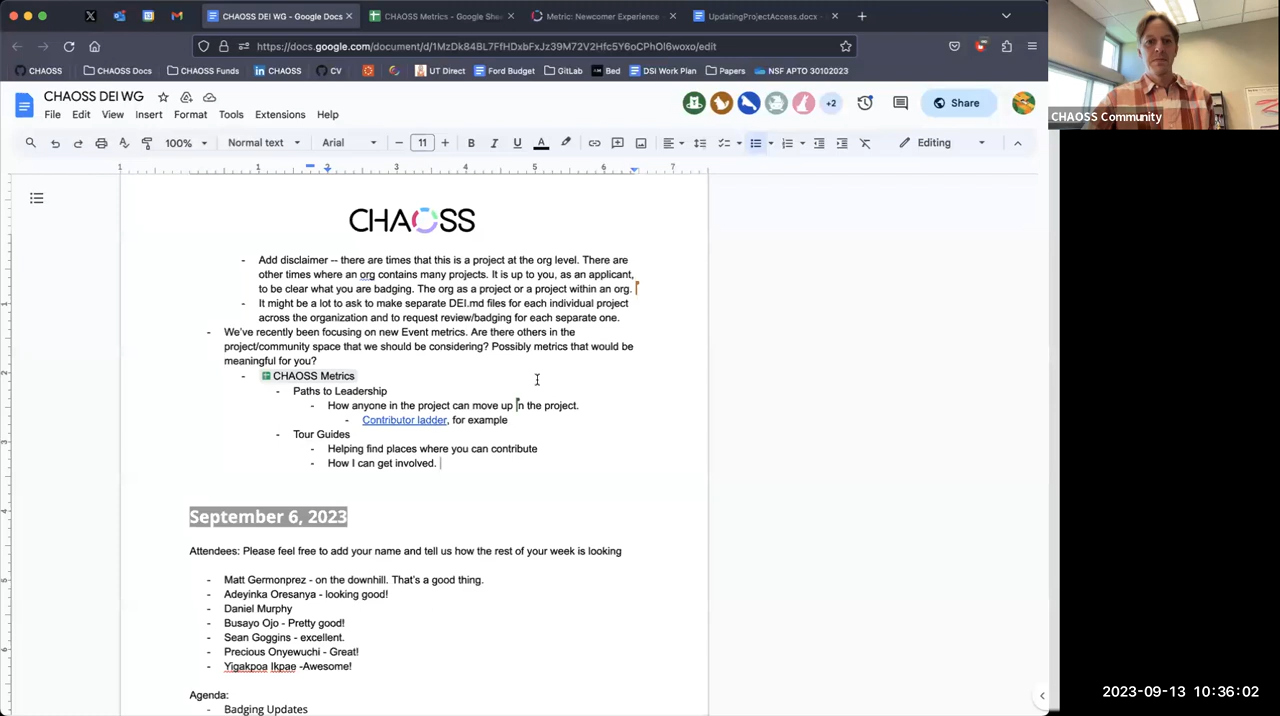 CHAOSS DEI WG - Google Docs
CHAOSS Metrics - Google She
Metric: Newcomer Experience
UpdatingProjectAccess.docx -
https://docs.google.com/document/d/1MzDk84BL7FfHDxbFxJz39M72V2Hfc5Y6oCPhOl6woxo/edit
CHAOSS
CHAOSS Docs
CHAOSS Funds
CHAOSS
CV
UT Direct
Ford Budget
GitLab
Bed
DSI Work Plan
Papers
NSF APTO 30102023
CHAOSS DEI WG
File Edit View Insert Format Tools Extensions Help
+2
Share
100% Normal text Arial 11 B I U A Editing
1 1 2 3 4 5 6 7
CHAOSS
- Add disclaimer -- there are times that this is a project at the org level. There are
other times where an org contains many projects. It is up to you, as an applicant,
to be clear what you are badging. The org as a project or a project within an org.
- It might be a lot to ask to make separate DEI.md files for each individual project
across the organization and to request review/badging for each separate one.
- We've recently been focusing on new Event metrics. Are there others in the
project/community space that we should be considering? Possibly metrics that would be
meaningful for you?
- CHAOSS Metrics
- Paths to Leadership
- How anyone in the project can move up in the project.
- Contributor ladder, for example
- Tour Guides
- Helping find places where you can contribute
- How I can get involved.
September 6, 2023
Attendees: Please feel free to add your name and tell us how the rest of your week is looking
- Matt Germonprez - on the downhill. That's a good thing.
- Adeyinka Oresanya - looking good!
- Daniel Murphy
- Busayo Ojo - Pretty good!
- Sean Goggins - excellent.
- Precious Onyewuchi - Great!
- Yigakpoa Ikpae -Awesome!
Agenda:
- Badging Updates
CHAOSS Community
2023-09-13 10:36:02